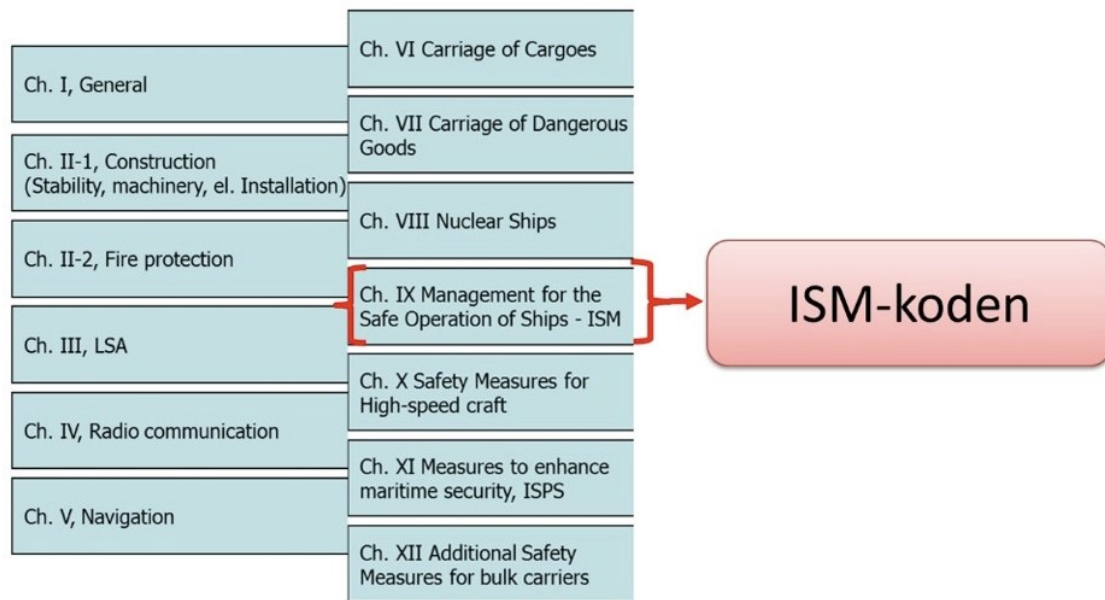 Ch. I, General
Ch. II-1, Construction
(Stability, machinery, el. Installation)
Ch. II-2, Fire protection
Ch. III, LSA
Ch. IV, Radio communication
Ch. V, Navigation
Ch. VI Carriage of Cargoes
Ch. VII Carriage of Dangerous
Goods
Ch. VIII Nuclear Ships
Ch. IX Management for the
Safe Operation of Ships - ISM
Ch. X Safety Measures for
High-speed craft
Ch. XI Measures to enhance
maritime security, ISPS
Ch. XII Additional Safety
Measures for bulk carriers
ISM-koden